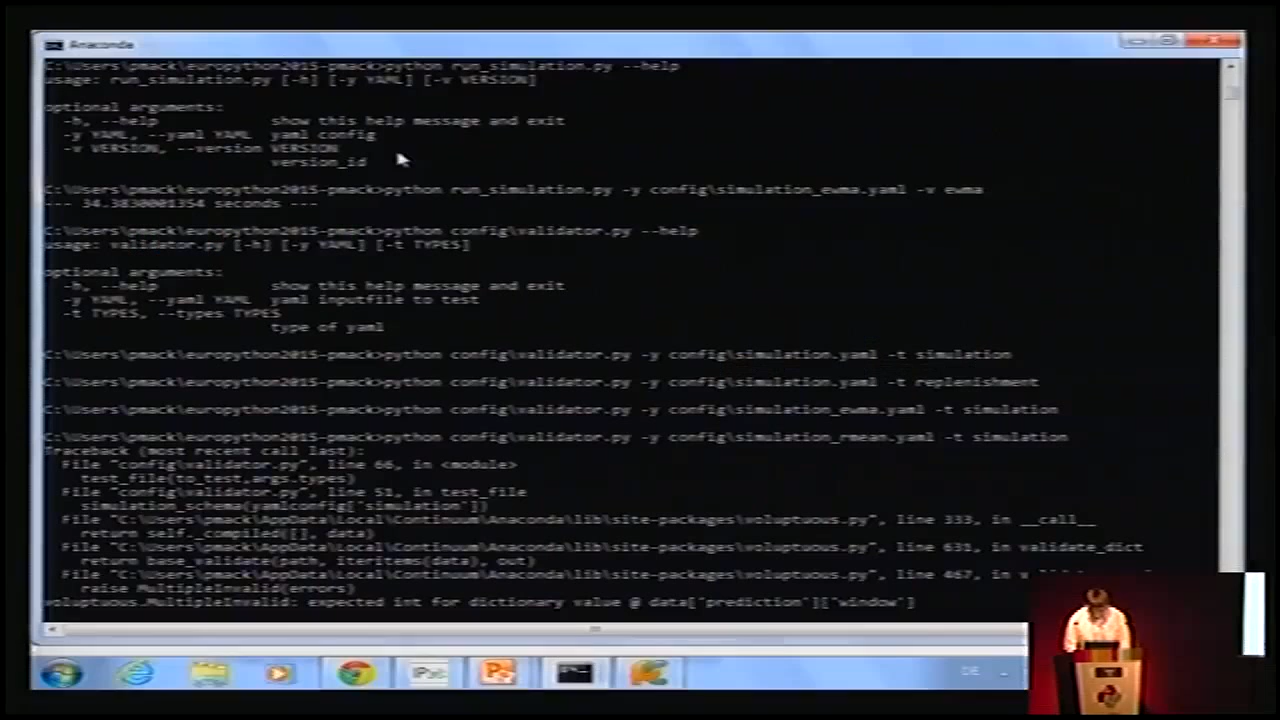 Anaconda
C:\Users\pmack\europython2015-pmack>python run_simulation.py --help
usage: run_simulation.py [-h] [-y YAML] [-v VERSION]
optional arguments:
-h, --help show this help message and exit
-y YAML, --yaml YAML yaml config
-v VERSION, --version VERSION
version_id
C:\Users\pmack\europython2015-pmack>python run_simulation.py -y config\simulation_ewma.yaml -v ewma
--- 34.3830001354 seconds ---
C:\Users\pmack\europython2015-pmack>python config\validator.py --help
usage: validator.py [-h] [-y YAML] [-t TYPES]
optional arguments:
-h, --help show this help message and exit
-y YAML, --yaml YAML yaml inputfile to test
-t TYPES, --types TYPES
type of yaml
C:\Users\pmack\europython2015-pmack>python config\validator.py -y config\simulation.yaml -t simulation
C:\Users\pmack\europython2015-pmack>python config\validator.py -y config\simulation.yaml -t replenishment
C:\Users\pmack\europython2015-pmack>python config\validator.py -y config\simulation_ewma.yaml -t simulation
C:\Users\pmack\europython2015-pmack>python config\validator.py -y config\simulation_rmean.yaml -t simulation
Traceback (most recent call last):
File "config\validator.py", line 66, in <module>
test_file(to_test,args.types)
File "config\validator.py", line 51, in test_file
simulation_schema(yamlconfig['simulation'])
File "C:\Users\pmack\AppData\Local\Continuum\Anaconda\lib\site-packages\voluptuous.py", line 333, in __call__
return self._compiled([], data)
File "C:\Users\pmack\AppData\Local\Continuum\Anaconda\lib\site-packages\voluptuous.py", line 631, in validate_dict
return base_validate(path, iteritems(data), out)
File "C:\Users\pmack\AppData\Local\Continuum\Anaconda\lib\site-packages\voluptuous.py", line 467, in
raise MultipleInvalid(errors)
voluptuous.MultipleInvalid: expected int for dictionary value @ data['prediction']['window']
DE